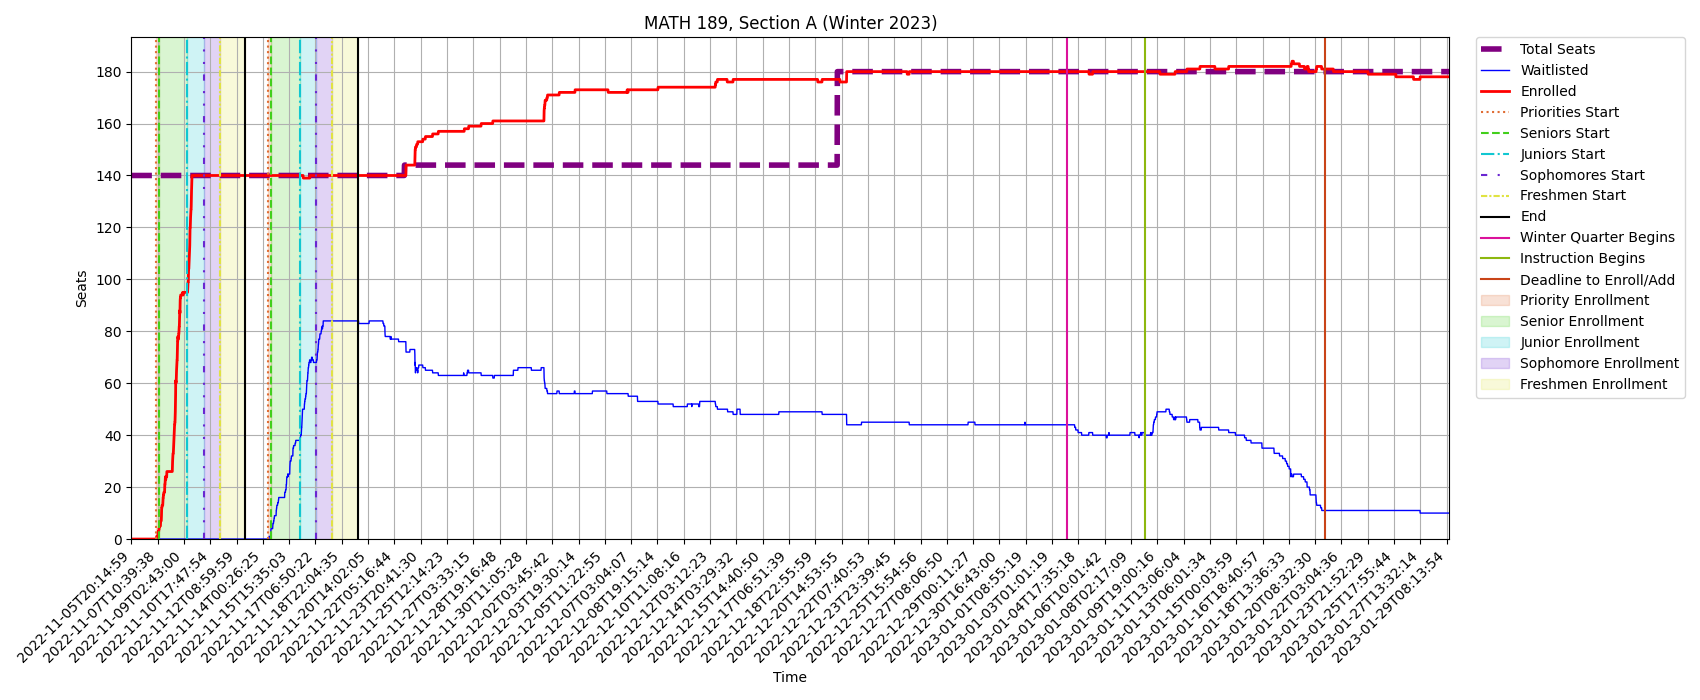 MATH 189, Section A (Winter 2023)
Seats
180
160
140
120
100
80
60
40
20
0
2022-11-05T20:14:59
2022-11-07T10:39:38
2022-11-09T02:43:00
2022-11-10T17:47:54
2022-11-12T08:59:59
2022-11-14T00:26:25
2022-11-15T15:35:03
2022-11-17T06:50:22
2022-11-18T22:04:35
2022-11-20T14:02:05
2022-11-22T05:16:44
2022-11-23T20:41:30
2022-11-25T12:14:23
2022-11-27T03:33:15
2022-11-28T19:16:48
2022-11-30T11:05:28
2022-12-02T03:45:42
2022-12-03T19:30:14
2022-12-05T11:22:55
2022-12-07T03:04:07
2022-12-08T19:15:14
2022-12-10T11:08:16
2022-12-12T03:12:23
2022-12-14T03:29:32
2022-12-15T14:40:50
2022-12-17T06:51:39
2022-12-18T22:55:59
2022-12-20T14:53:55
2022-12-22T07:40:53
2022-12-23T23:39:45
2022-12-25T15:54:56
2022-12-27T08:06:50
2022-12-29T00:11:27
2022-12-30T16:43:00
2023-01-01T08:55:19
2023-01-03T01:01:19
2023-01-04T17:35:18
2023-01-06T10:01:42
2023-01-08T02:17:09
2023-01-09T19:00:16
2023-01-11T13:06:04
2023-01-13T06:01:34
2023-01-15T00:03:59
2023-01-16T18:40:57
2023-01-18T13:36:33
2023-01-20T08:32:30
2023-01-22T03:04:36
2023-01-23T21:52:29
2023-01-25T17:55:44
2023-01-27T13:32:14
2023-01-29T08:13:54
Time
Total Seats
Waitlisted
Enrolled
Priorities Start
Seniors Start
Juniors Start
Sophomores Start
Freshmen Start
End
Winter Quarter Begins
Instruction Begins
Deadline to Enroll/Add
Priority Enrollment
Senior Enrollment
Junior Enrollment
Sophomore Enrollment
Freshmen Enrollment